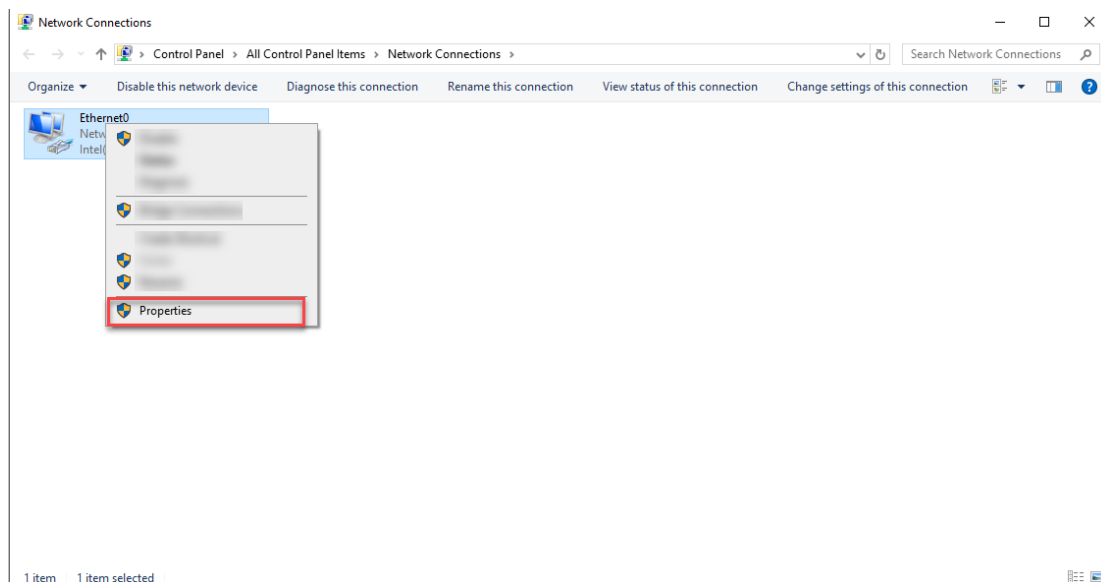 Network Connections
Control Panel > All Control Panel Items > Network Connections >
Search Network Connections
Organize
Disable this network device
Diagnose this connection
Rename this connection
View status of this connection
Change settings of this connection
Ethernet0
Netw
Intel(
Properties
1 item
1 item selected